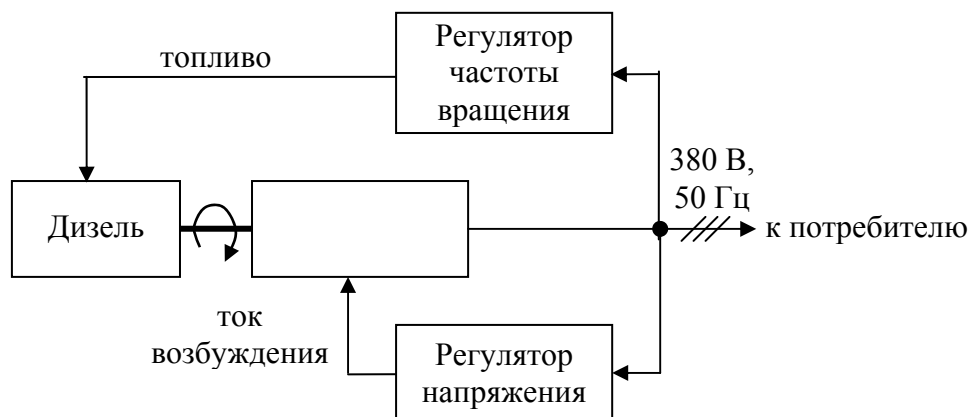 Регулятор
частоты
вращения
топливо
380 В,
50 Гц
Дизель
к потребителю
ток
возбуждения
Регулятор
напряжения